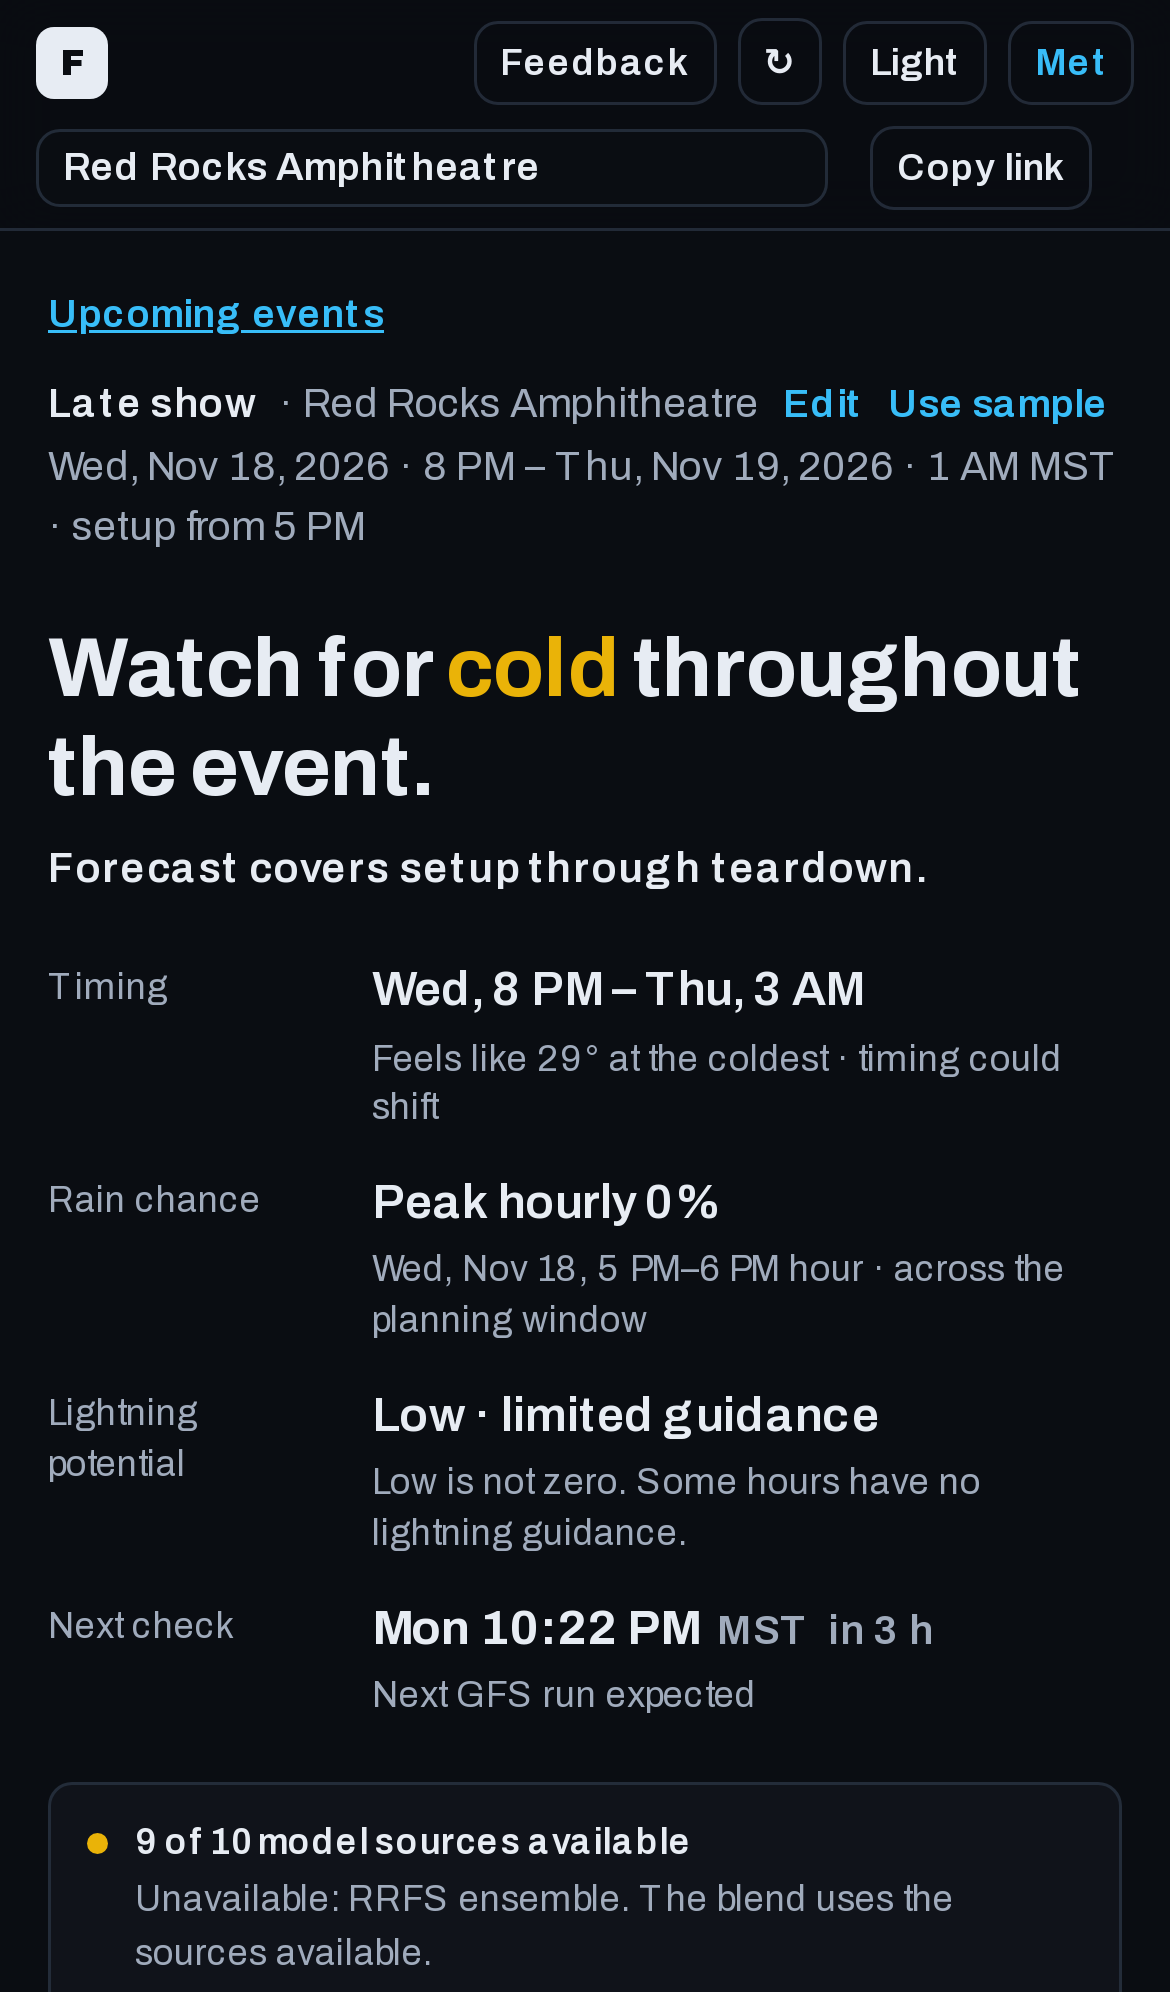 F
Feedback
↻
Light
Met
Red Rocks Amphitheatre
Copy link
Upcoming events
Late show · Red Rocks Amphitheatre Edit Use sample
Wed, Nov 18, 2026 · 8 PM – Thu, Nov 19, 2026 · 1 AM MST
· setup from 5 PM
Watch for cold throughout
the event.
Forecast covers setup through teardown.
Timing
Wed, 8 PM – Thu, 3 AM
Feels like 29° at the coldest · timing could
shift
Rain chance
Peak hourly 0%
Wed, Nov 18, 5 PM–6 PM hour · across the
planning window
Lightning
potential
Low · limited guidance
Low is not zero. Some hours have no
lightning guidance.
Next check
Mon 10:22 PM MST in 3 h
Next GFS run expected
9 of 10 model sources available
Unavailable: RRFS ensemble. The blend uses the
sources available.